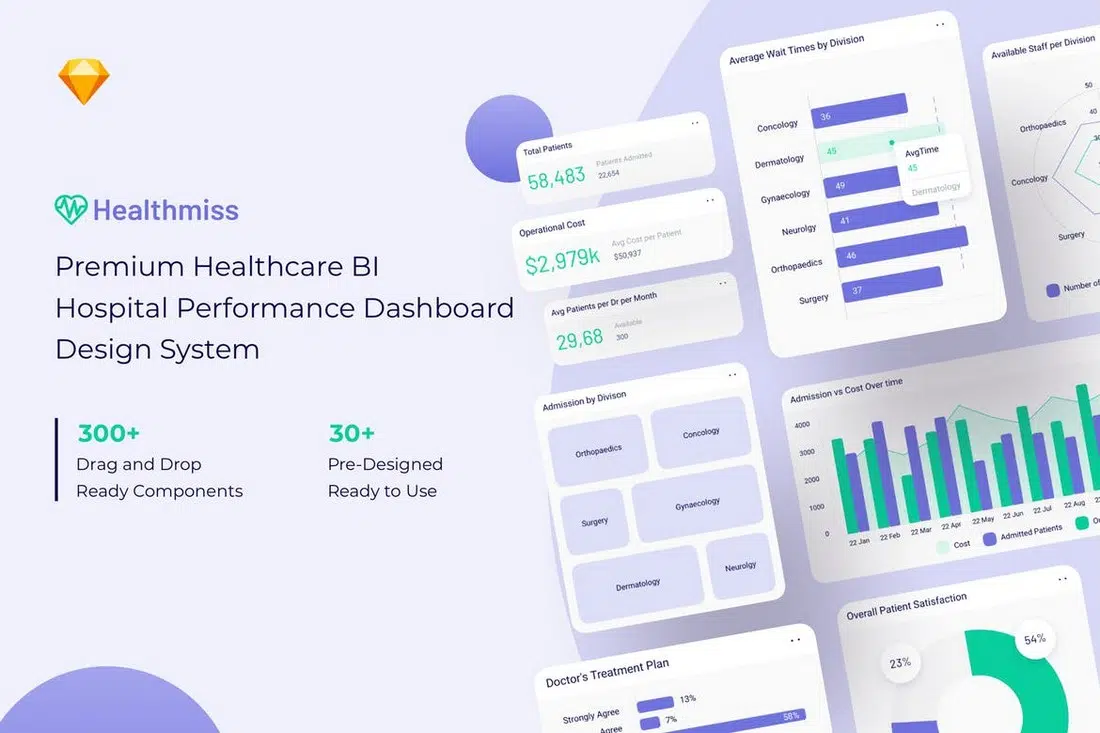 Healthmiss
Premium Healthcare BI
Hospital Performance Dashboard
Design System
300+
Drag and Drop
Ready Components
30+
Pre-Designed
Ready to Use
Total Patients
58,483
Patients Admitted
22,654
Operational Cost
$2,979k
Avg Cost per Patient
$50,937
Avg Patients per Dr per Month
29,68
Available
300
Admission by Divison
Orthopaedics
Concology
Surgery
Gynaecology
Dermatology
Neurolgy
Doctor's Treatment Plan
Strongly Agree
13%
Agree
7%
58%
Average Wait Times by Division
Concology
36
Dermatology
45
Gynaecology
49
Neurolgy
41
Orthopaedics
46
Surgery
37
AvgTime
45
Dermatology
Available Staff per Division
50
40
30
Orthopaedics
Concology
Surgery
Number of
Admission vs Cost Over time
4000
3000
2000
1000
0
22 Jan
22 Feb
22 Mar
22 Apr
22 May
22 Jun
22 Jul
22 Aug
Cost
Admitted Patients
Overall Patient Satisfaction
23%
54%